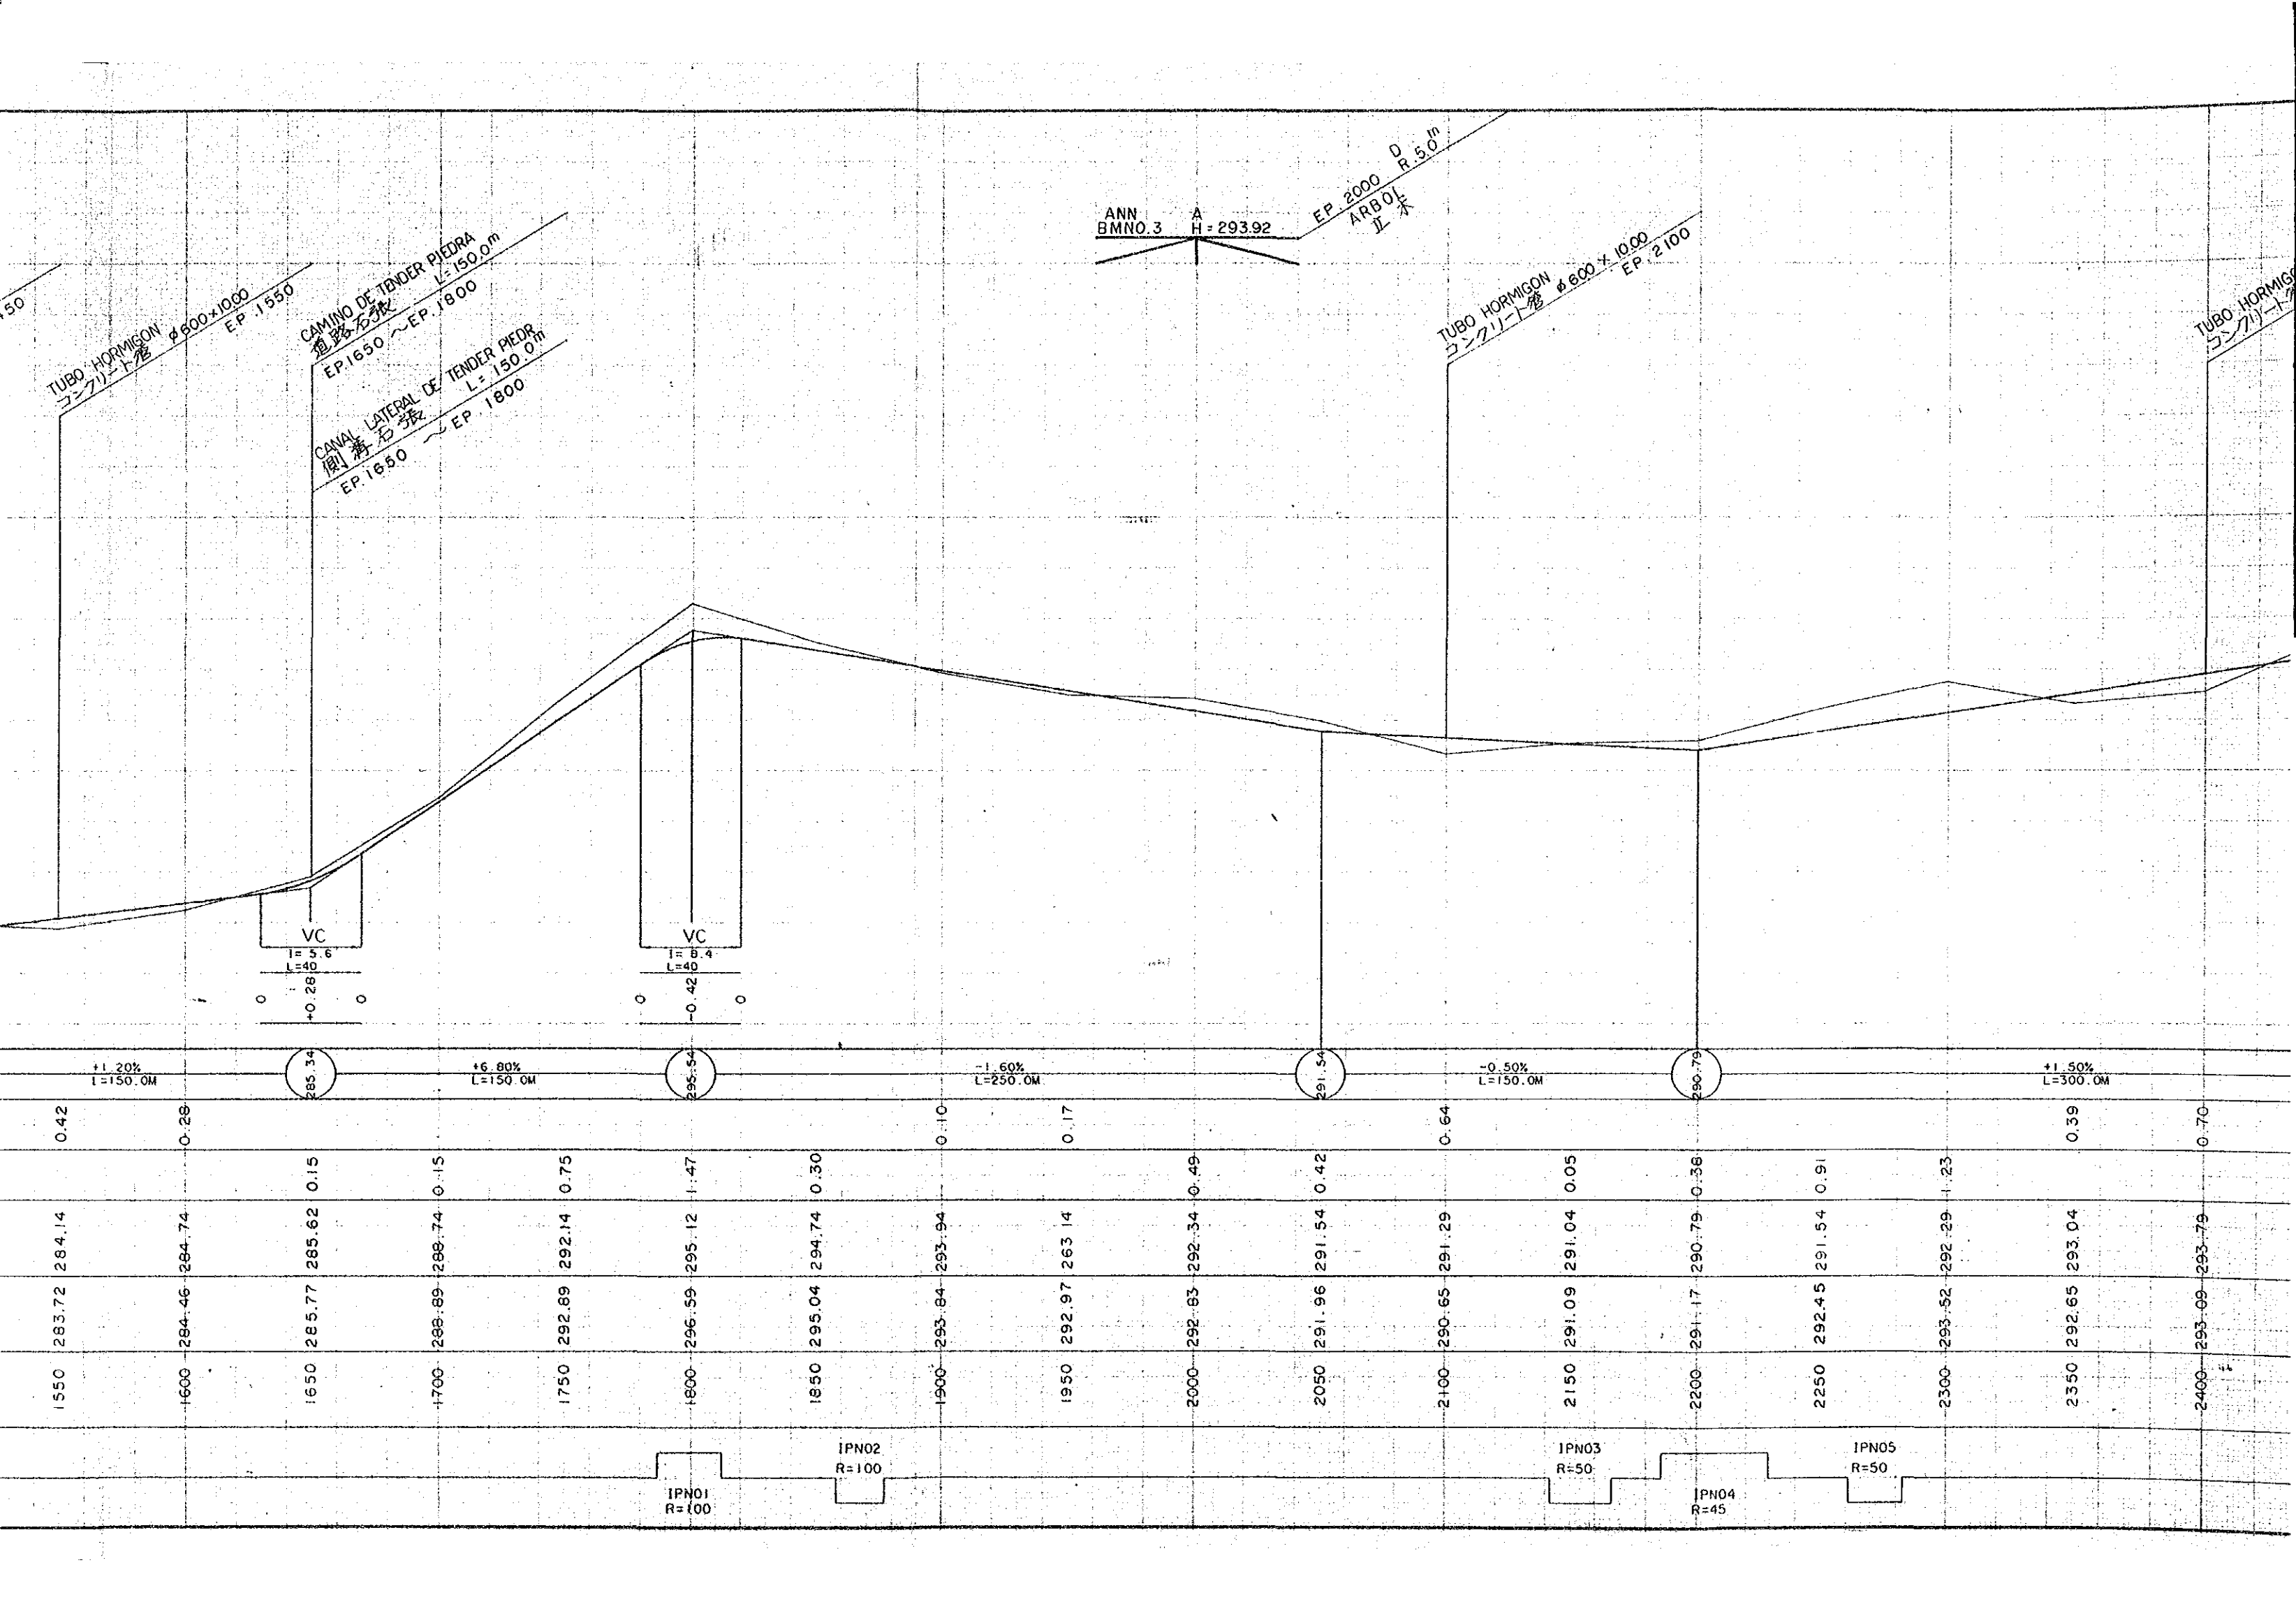 450
TUBO HORMIGON φ600×10.00
コンクリート管 EP. 1550
CAMINO DE TENDER PIEDRA
道路石張 L=150.0m
EP.1650 ～ EP. 1800
CANAL LATERAL DE TENDER PIEDR
側溝石張 L= 150.0m
EP.1650 ～ EP. 1800
ANN A
BMNO.3 H=293.92
EP. 2000 D R.5.0m
ARBOL
立木
TUBO HORMIGON φ600 × 10.00
コンクリート管 EP. 2100
TUBO HORMIG
コンクリート管
VC
I= 5.6
L=40
0 +0.28 0
VC
I= 8.4
L=40
0 -0.42 0
+1.20%
L=150.0M
285.34
+6.80%
L=150.0M
295.54
-1.60%
L=250.0M
291.54
-0.50%
L=150.0M
290.79
+1.50%
L=300.0M
0.42 0.28 0.10 0.17 0.64 0.39 0.70
0.15 0.15 0.75 1.47 0.30 0.49 0.42 0.05 0.38 0.91 1.23
284.14 284.74 285.62 288.74 292.14 295.12 294.74 293.94 263.14 292.34 291.54 291.29 291.04 290.79 291.54 292.29 293.04 293.79
283.72 284.46 285.77 288.89 292.89 296.59 295.04 293.84 292.97 292.83 291.96 290.65 291.09 291.17 292.45 293.52 292.65 293.09
1550 1600 1650 1700 1750 1800 1850 1900 1950 2000 2050 2100 2150 2200 2250 2300 2350 2400
IPN01
R=100
IPN02
R=100
IPN03
R=50
IPN04
R=45
IPN05
R=50